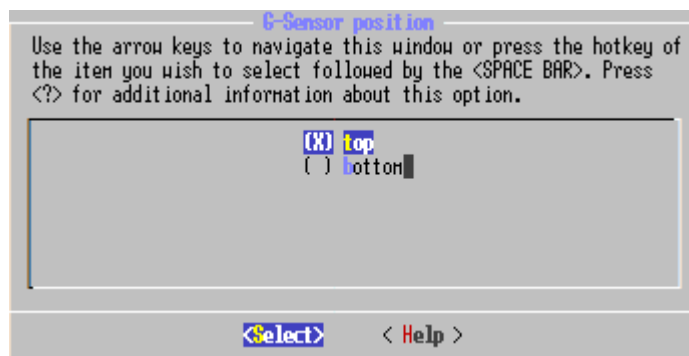 G-Sensor position
Use the arrow keys to navigate this window or press the hotkey of
the item you wish to select followed by the <SPACE BAR>. Press
<?> for additional information about this option.
(X) top
( ) bottom
<Select> < Help >